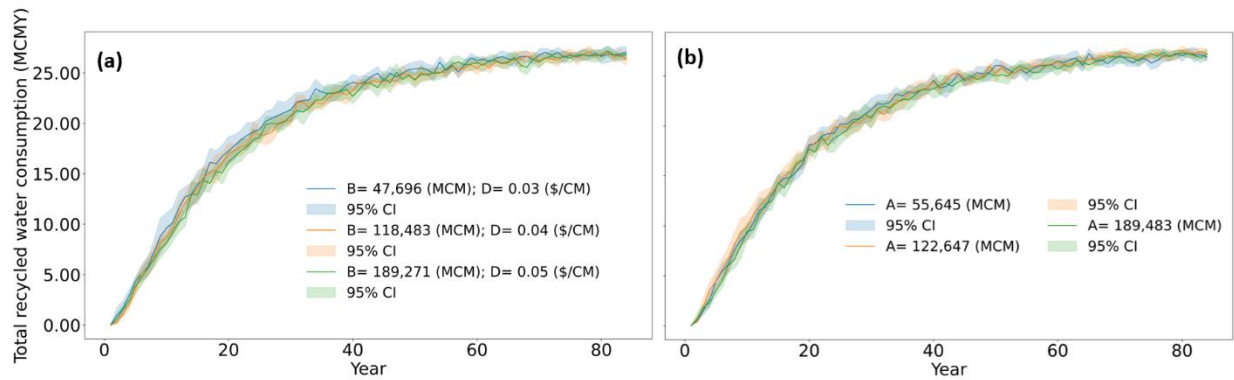 Total recycled water consumption (MCMY)
(a)
25.00
20.00
15.00
10.00
5.00
0.00
B= 47,696 (MCM); D= 0.03 ($/CM)
95% CI
B= 118,483 (MCM); D= 0.04 ($/CM)
95% CI
B= 189,271 (MCM); D= 0.05 ($/CM)
95% CI
0 20 40 60 80
Year
(b)
A= 55,645 (MCM)
95% CI
A= 122,647 (MCM)
95% CI
A= 189,483 (MCM)
95% CI
0 20 40 60 80
Year